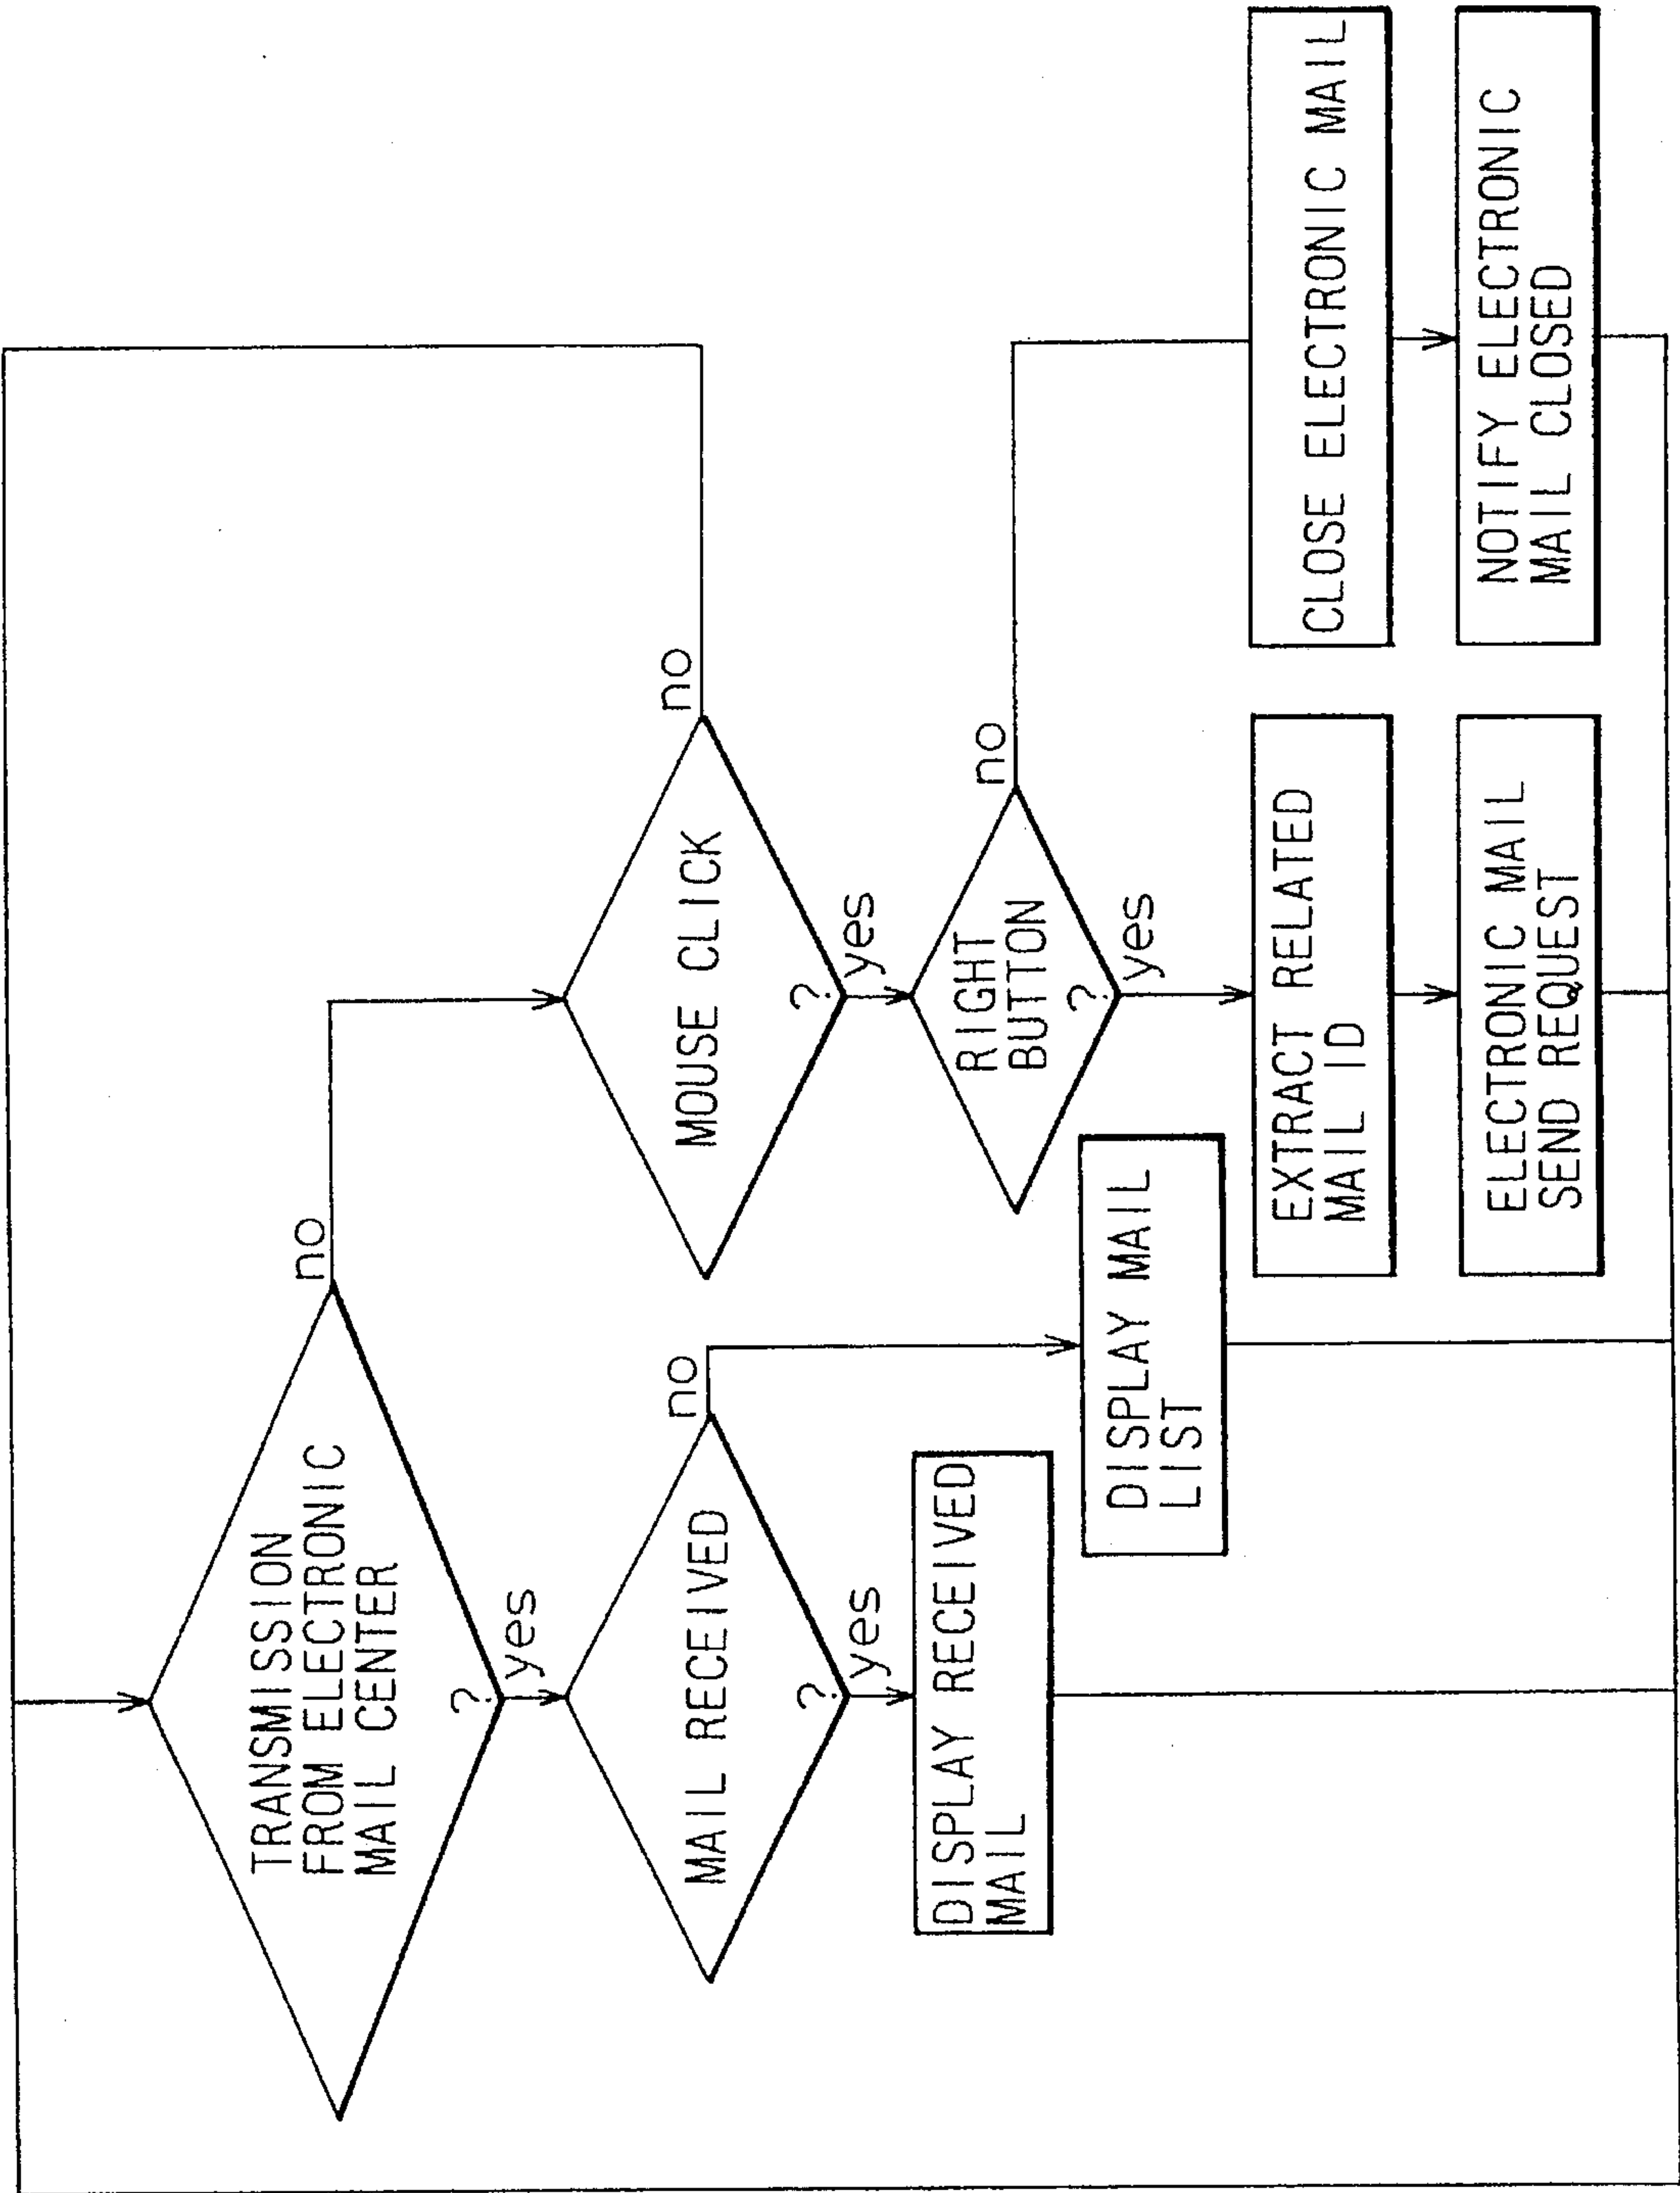 TRANSMISSION
FROM ELECTRONIC
MAIL CENTER
?
no
yes
MAIL RECEIVED
?
no
yes
MOUSE CLICK
?
no
yes
RIGHT
BUTTON
?
no
yes
DISPLAY RECEIVED
MAIL
DISPLAY MAIL
LIST
EXTRACT RELATED
MAIL ID
CLOSE ELECTRONIC MAIL
ELECTRONIC MAIL
SEND REQUEST
NOTIFY ELECTRONIC
MAIL CLOSED